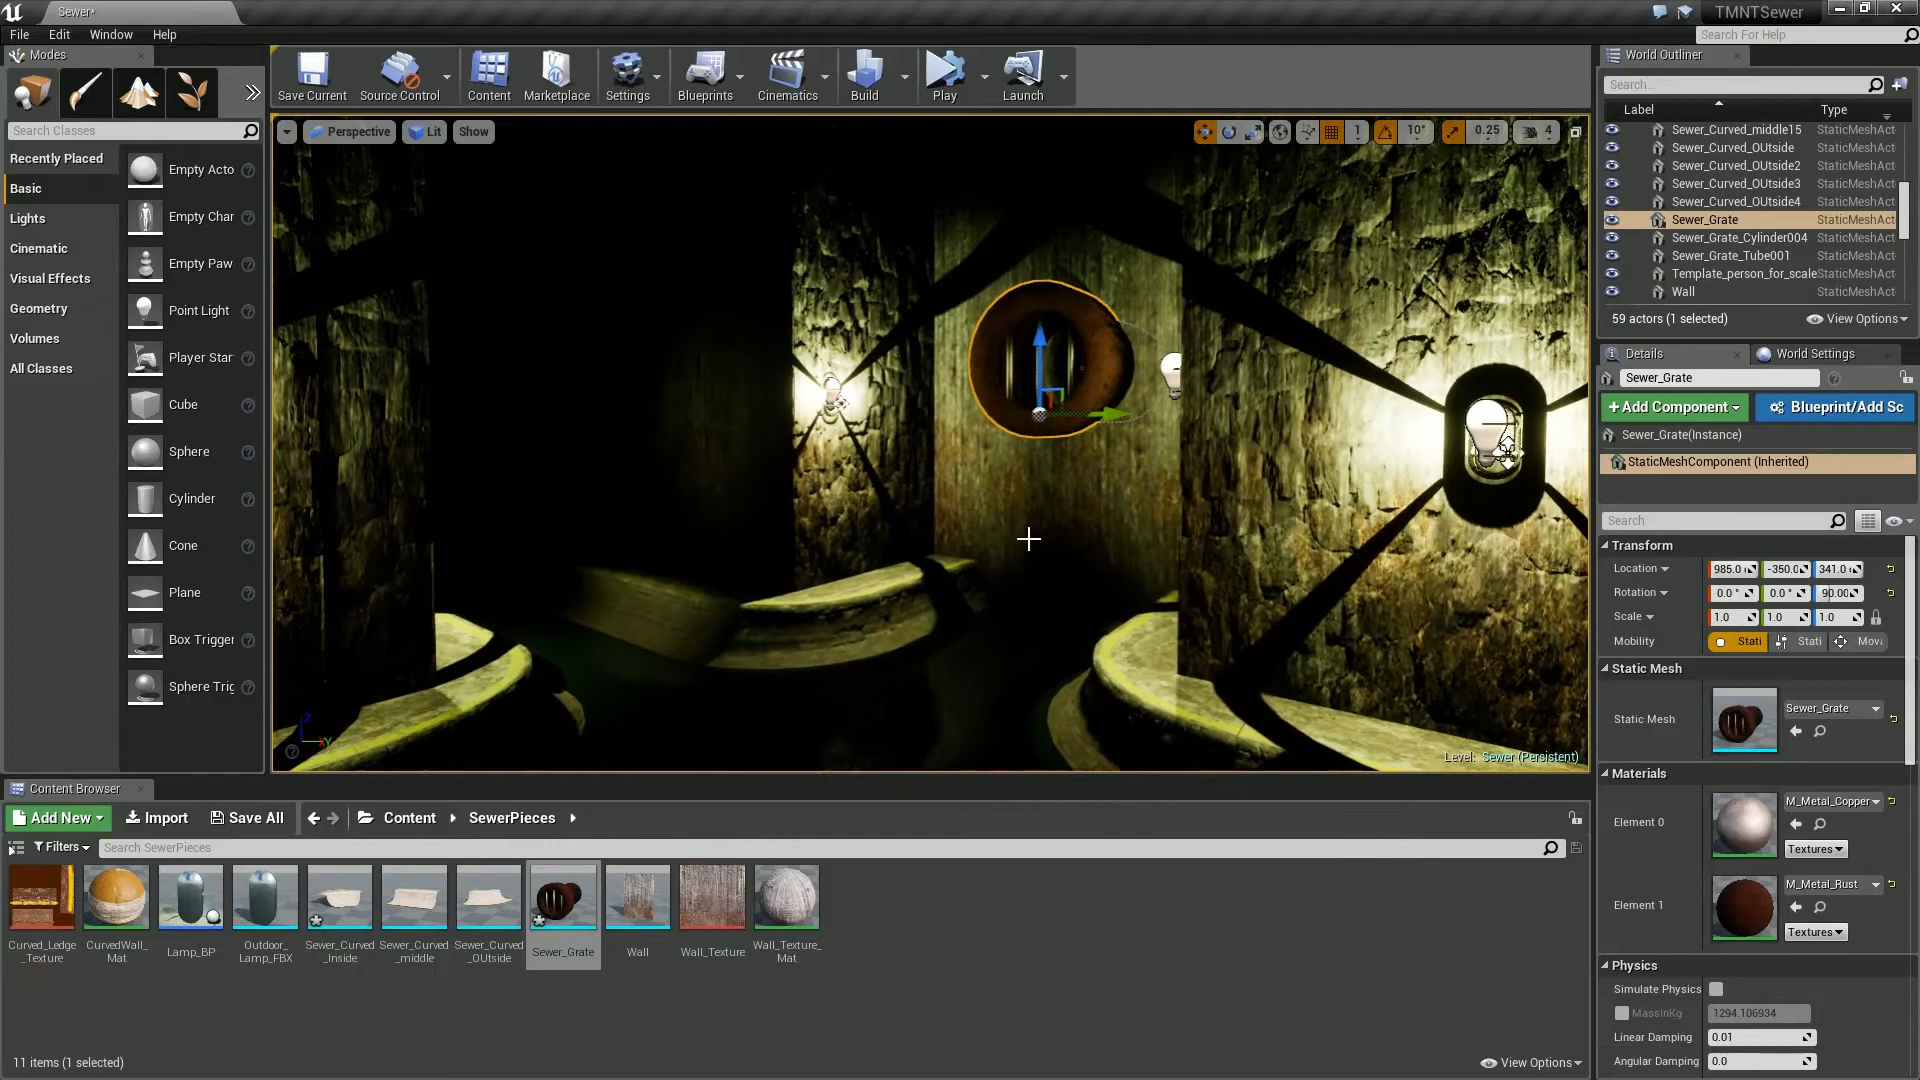 Sewer*
TMNTSewer
File Edit Window Help
Search For Help
Modes
Search Classes
Recently Placed
Basic
Lights
Cinematic
Visual Effects
Geometry
Volumes
All Classes
Empty Acto
Empty Char
Empty Paw
Point Light
Player Star
Cube
Sphere
Cylinder
Cone
Plane
Box Trigger
Sphere Trig
Save Current
Source Control
Content
Marketplace
Settings
Blueprints
Cinematics
Build
Play
Launch
Perspective
Lit
Show
1
10°
0.25
4
Z
Y
Level: Sewer (Persistent)
World Outliner
Search...
Label Type
Sewer_Curved_middle15 StaticMeshAct
Sewer_Curved_OUtside StaticMeshAct
Sewer_Curved_OUtside2 StaticMeshAct
Sewer_Curved_OUtside3 StaticMeshAct
Sewer_Curved_OUtside4 StaticMeshAct
Sewer_Grate StaticMeshAct
Sewer_Grate_Cylinder004 StaticMeshAct
Sewer_Grate_Tube001 StaticMeshAct
Template_person_for_scale StaticMeshAct
Wall StaticMeshAct
59 actors (1 selected)
View Options
Details
World Settings
Sewer_Grate
+Add Component
Blueprint/Add Sc
Sewer_Grate(Instance)
StaticMeshComponent (Inherited)
Search
Transform
Location 985.0 -350.0 341.0
Rotation 0.0 ° 0.0 ° 90.00
Scale 1.0 1.0 1.0
Mobility Stati Stati Mova
Static Mesh
Static Mesh
Sewer_Grate
Materials
Element 0
M_Metal_Copper
Textures
Element 1
M_Metal_Rust
Textures
Physics
Simulate Physics
MassInKg 1294.106934
Linear Damping 0.01
Angular Damping 0.0
Content Browser
Add New
Import
Save All
Content
SewerPieces
Filters
Search SewerPieces
Curved_Ledge
_Texture
CurvedWall_
Mat
Lamp_BP
Outdoor_
Lamp_FBX
Sewer_Curved
_Inside
Sewer_Curved
_middle
Sewer_Curved
_OUtside
Sewer_Grate
Wall
Wall_Texture
Wall_Texture_
Mat
11 items (1 selected)
View Options